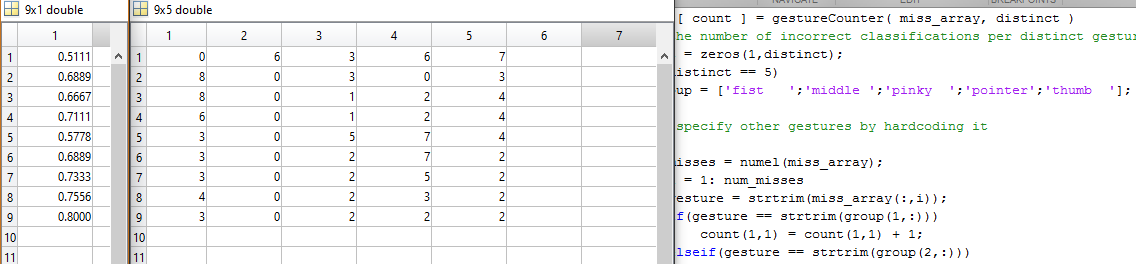 NAVIGATE EDIT BREAKPOINTS
9x1 double
1
1 0.5111
2 0.6889
3 0.6667
4 0.7111
5 0.5778
6 0.6889
7 0.7333
8 0.7556
9 0.8000
10
11
9x5 double
1 2 3 4 5 6 7
1 0 6 3 6 7
2 8 0 3 0 3
3 8 0 1 2 4
4 6 0 1 2 4
5 3 0 5 7 4
6 3 0 2 7 2
7 3 0 2 5 2
8 4 0 2 3 2
9 3 0 2 2 2
10
11
[ count ] = gestureCounter( miss_array, distinct )
he number of incorrect classifications per distinct gestur
= zeros(1,distinct);
istinct == 5)
up = ['fist   ';'middle ';'pinky  ';'pointer';'thumb  '];
specify other gestures by hardcoding it
isses = numel(miss_array);
= 1: num_misses
esture = strtrim(miss_array(:,i));
f(gesture == strtrim(group(1,:)))
count(1,1) = count(1,1) + 1;
lseif(gesture == strtrim(group(2,:)))